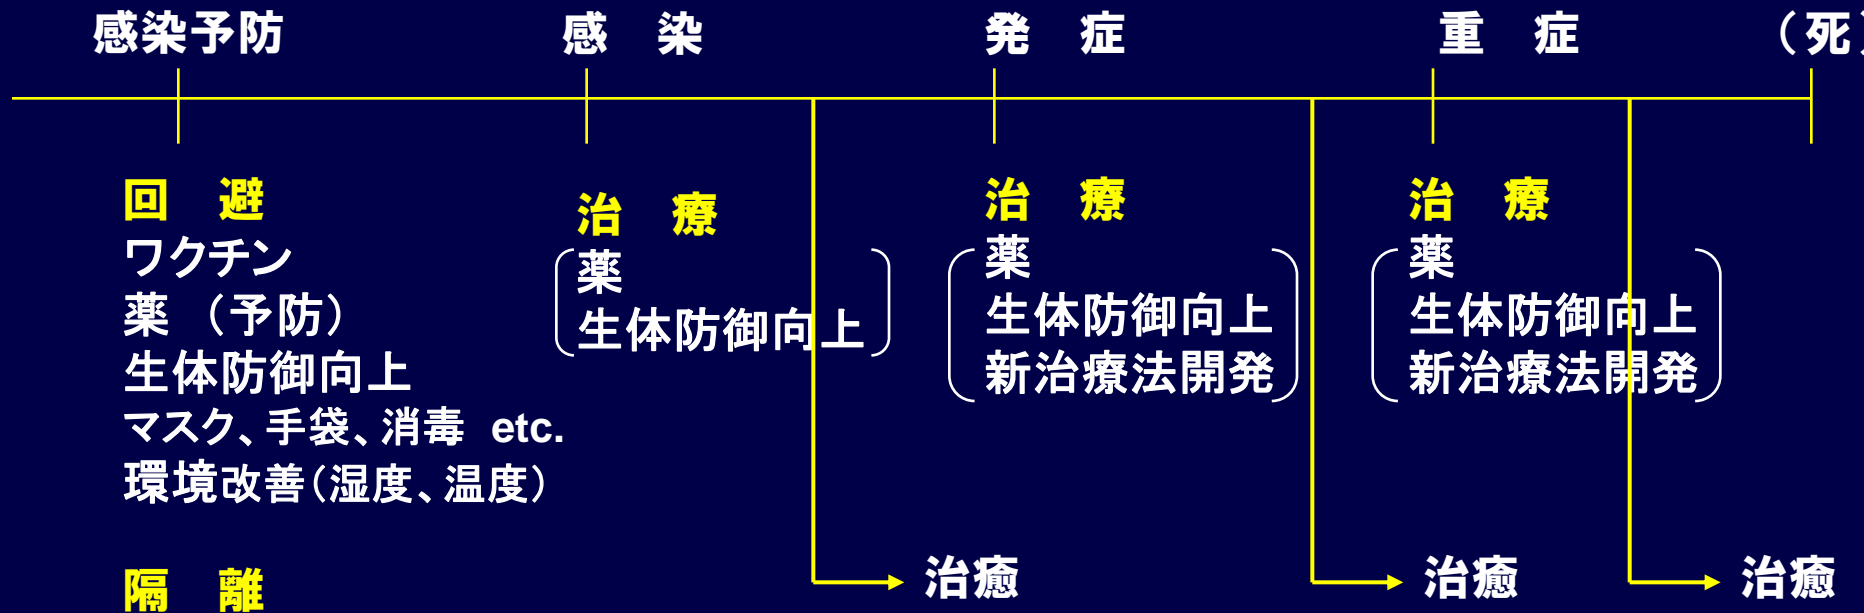 感染予防 感 染 発 症 重 症 （死）
回 避
ワクチン
薬 （予防）
生体防御向上
マスク、手袋、消毒 etc.
環境改善（湿度、温度）
隔 離
治 療
薬
生体防御向上
治 療
薬
生体防御向上
新治療法開発
治 療
薬
生体防御向上
新治療法開発
治癒 治癒 治癒